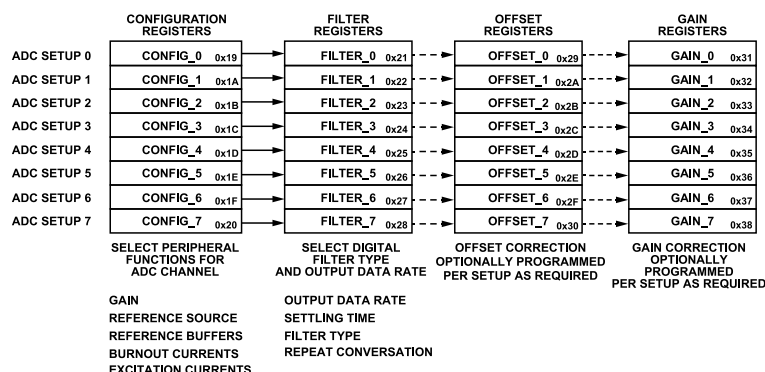 CONFIGURATION REGISTERS FILTER REGISTERS OFFSET REGISTERS GAIN REGISTERS
ADC SETUP 0 CONFIG_0 0x19 FILTER_0 0x21 OFFSET_0 0x29 GAIN_0 0x31
ADC SETUP 1 CONFIG_1 0x1A FILTER_1 0x22 OFFSET_1 0x2A GAIN_1 0x32
ADC SETUP 2 CONFIG_2 0x1B FILTER_2 0x23 OFFSET_2 0x2B GAIN_2 0x33
ADC SETUP 3 CONFIG_3 0x1C FILTER_3 0x24 OFFSET_3 0x2C GAIN_3 0x34
ADC SETUP 4 CONFIG_4 0x1D FILTER_4 0x25 OFFSET_4 0x2D GAIN_4 0x35
ADC SETUP 5 CONFIG_5 0x1E FILTER_5 0x26 OFFSET_5 0x2E GAIN_5 0x36
ADC SETUP 6 CONFIG_6 0x1F FILTER_6 0x27 OFFSET_6 0x2F GAIN_6 0x37
ADC SETUP 7 CONFIG_7 0x20 FILTER_7 0x28 OFFSET_7 0x30 GAIN_7 0x38
SELECT PERIPHERAL
FUNCTIONS FOR
ADC CHANNEL
SELECT DIGITAL
FILTER TYPE
AND OUTPUT DATA RATE
OFFSET CORRECTION
OPTIONALLY PROGRAMMED
PER SETUP AS REQUIRED
GAIN CORRECTION
OPTIONALLY
PROGRAMMED
PER SETUP AS REQUIRED
GAIN
REFERENCE SOURCE
REFERENCE BUFFERS
BURNOUT CURRENTS
EXCITATION CURRENTS
OUTPUT DATA RATE
SETTLING TIME
FILTER TYPE
REPEAT CONVERSATION